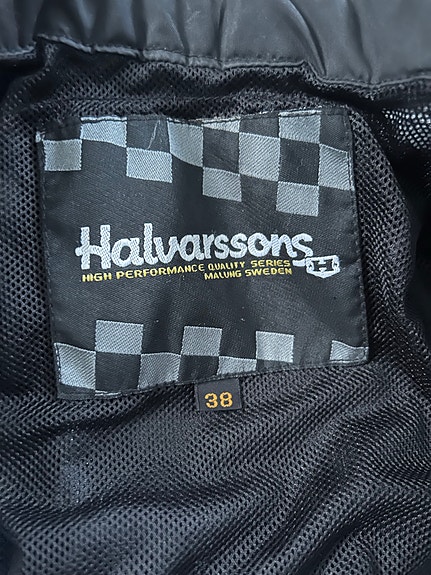 Halvarssons
HIGH PERFORMANCE QUALITY SERIES
MALUNG SWEDEN
H
38